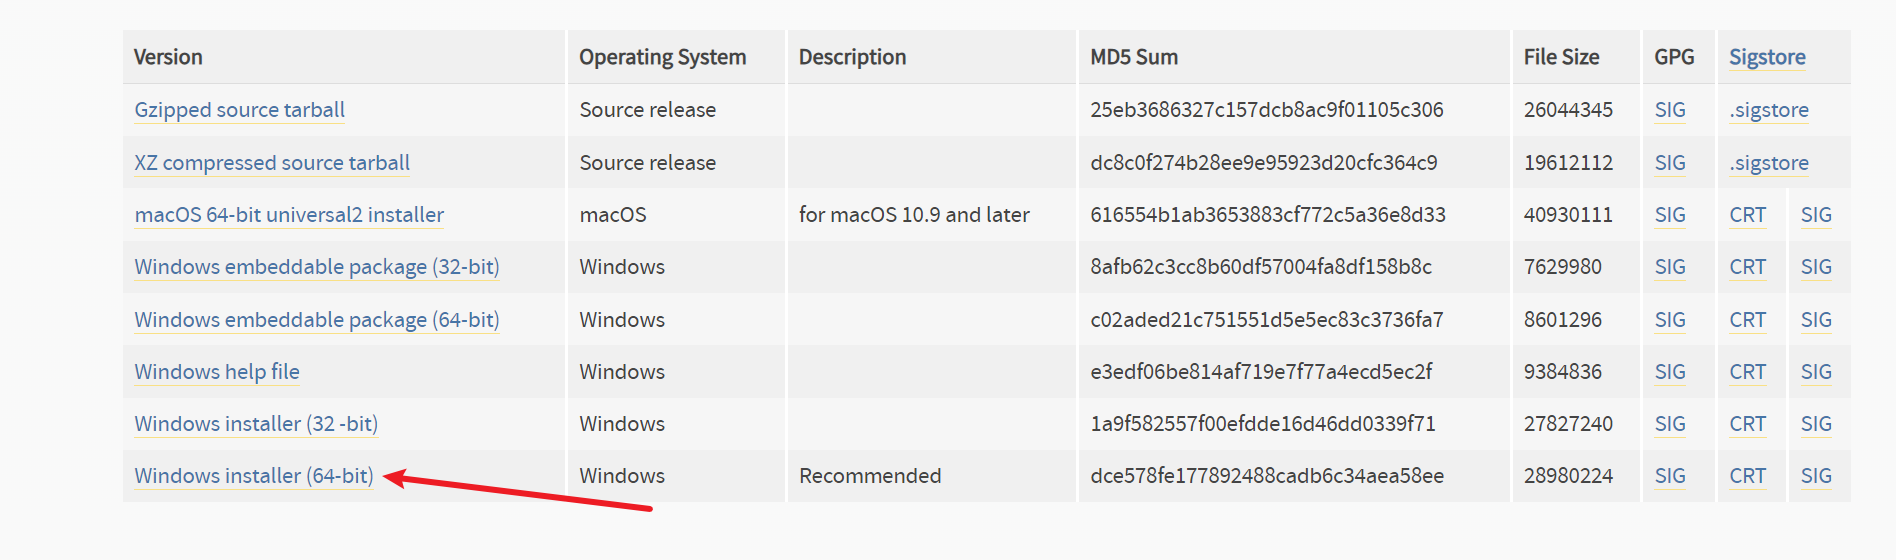 Version Operating System Description MD5 Sum File Size GPG Sigstore
Gzipped source tarball Source release 25eb3686327c157dcb8ac9f01105c306 26044345 SIG .sigstore
XZ compressed source tarball Source release dc8c0f274b28ee9e95923d20cfc364c9 19612112 SIG .sigstore
macOS 64-bit universal2 installer macOS for macOS 10.9 and later 616554b1ab3653883cf772c5a36e8d33 40930111 SIG CRT SIG
Windows embeddable package (32-bit) Windows 8afb62c3cc8b60df57004fa8df158b8c 7629980 SIG CRT SIG
Windows embeddable package (64-bit) Windows c02aded21c751551d5e5ec83c3736fa7 8601296 SIG CRT SIG
Windows help file Windows e3edf06be814af719e7f77a4ecd5ec2f 9384836 SIG CRT SIG
Windows installer (32 -bit) Windows 1a9f582557f00efdde16d46dd0339f71 27827240 SIG CRT SIG
Windows installer (64-bit) Windows Recommended dce578fe177892488cadb6c34aea58ee 28980224 SIG CRT SIG